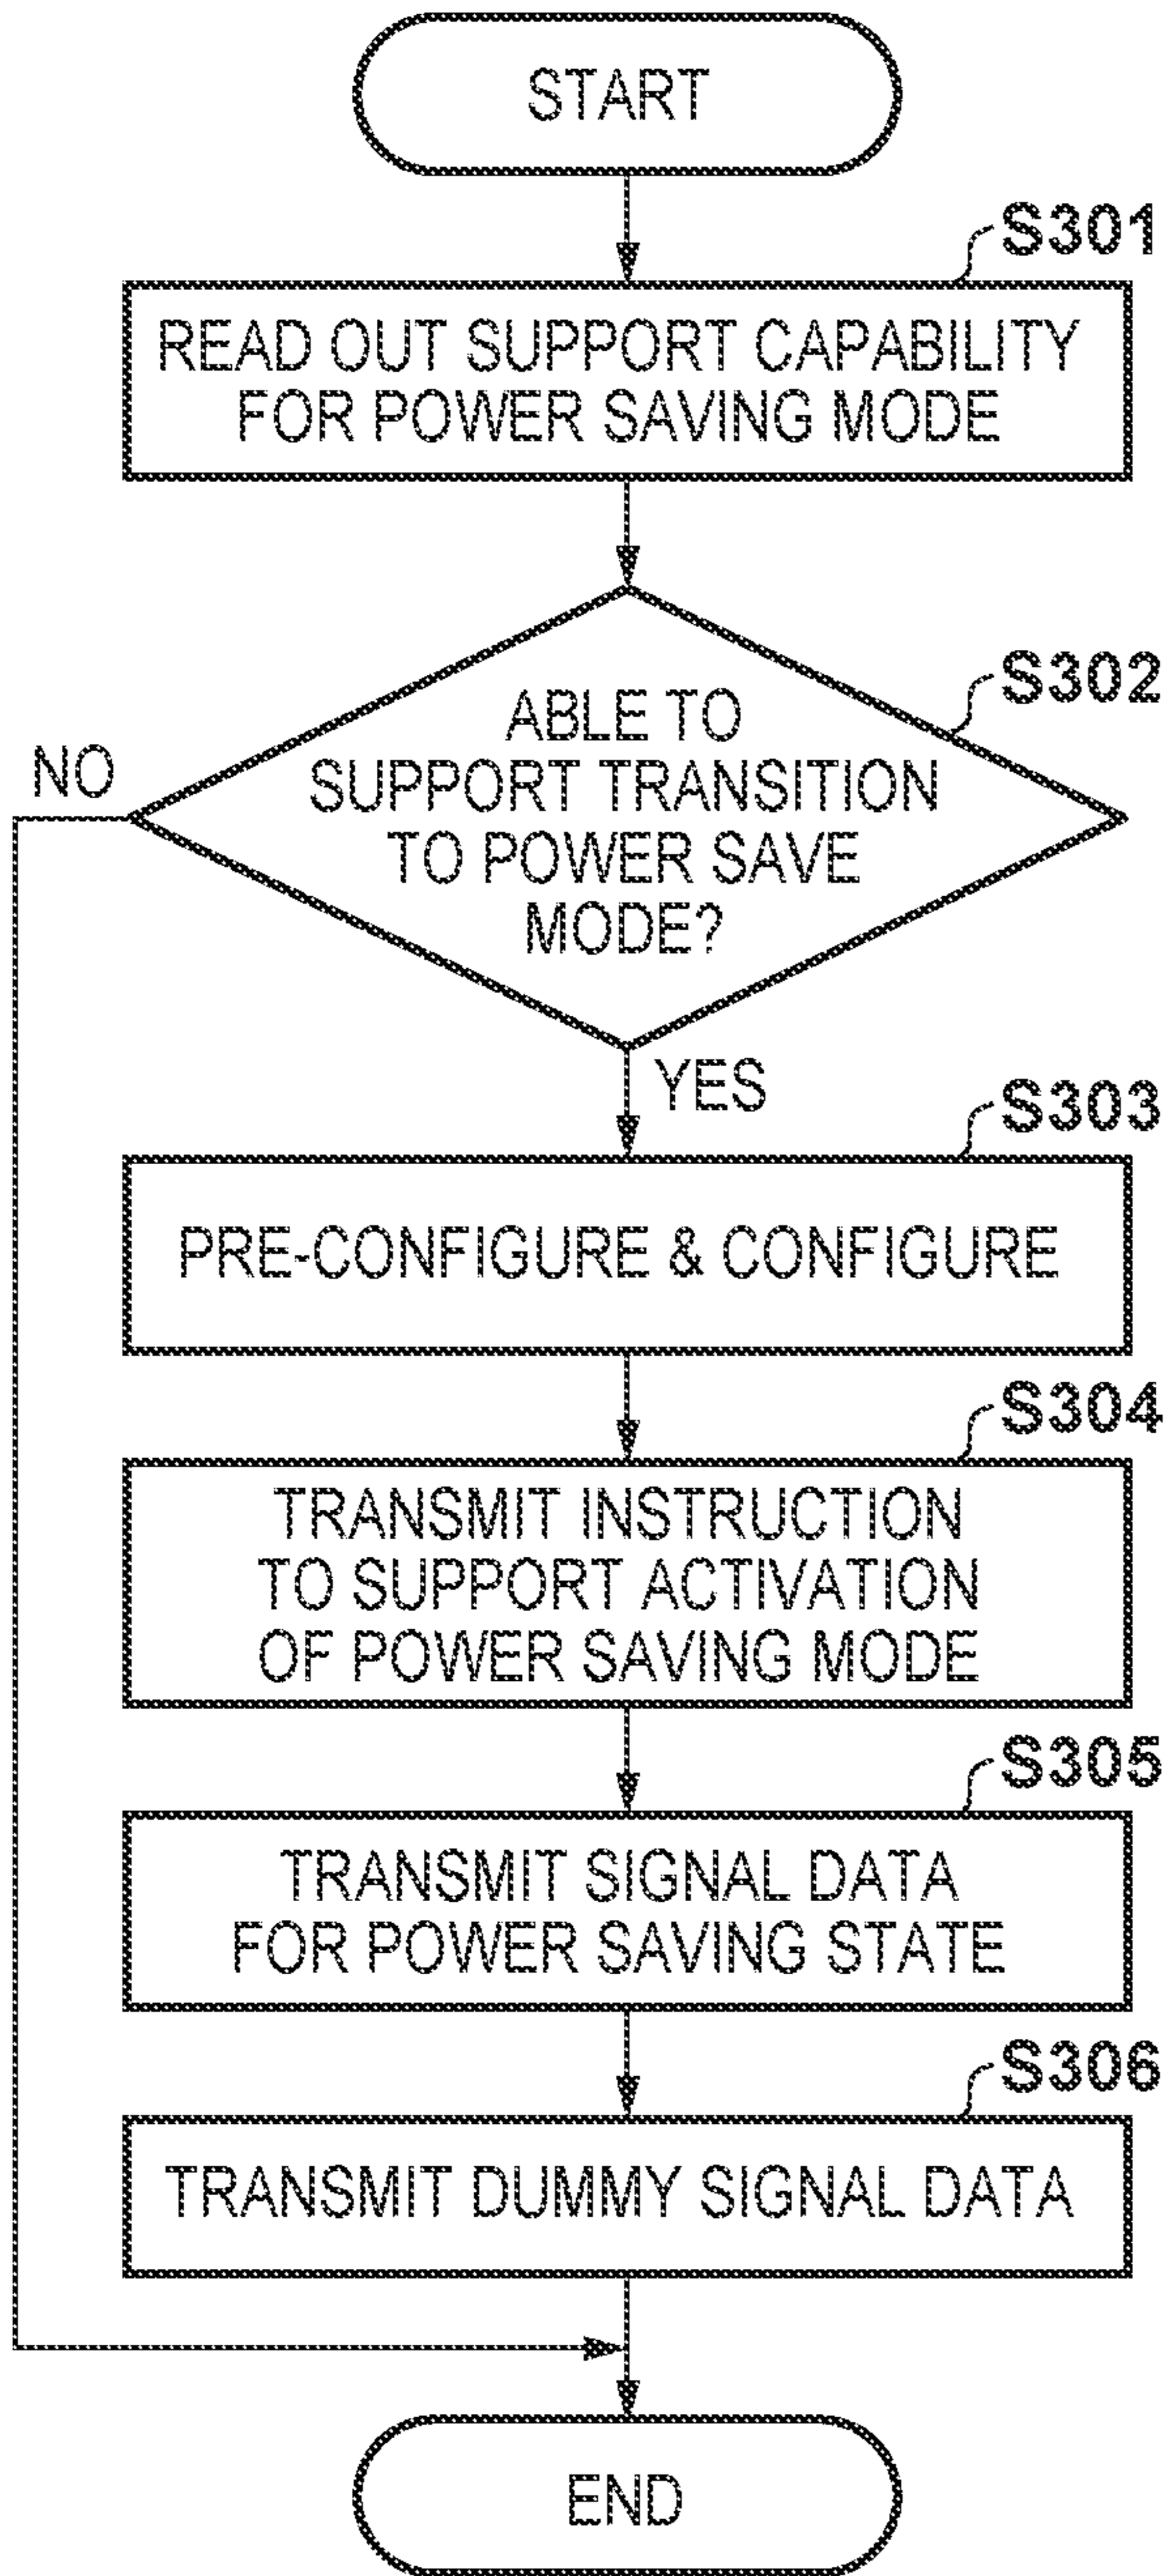 START
S301
READ OUT SUPPORT CAPABILITY
FOR POWER SAVING MODE
S302
ABLE TO
SUPPORT TRANSITION
TO POWER SAVE
MODE?
NO
YES
S303
PRE-CONFIGURE & CONFIGURE
S304
TRANSMIT INSTRUCTION
TO SUPPORT ACTIVATION
OF POWER SAVING MODE
S305
TRANSMIT SIGNAL DATA
FOR POWER SAVING STATE
S306
TRANSMIT DUMMY SIGNAL DATA
END